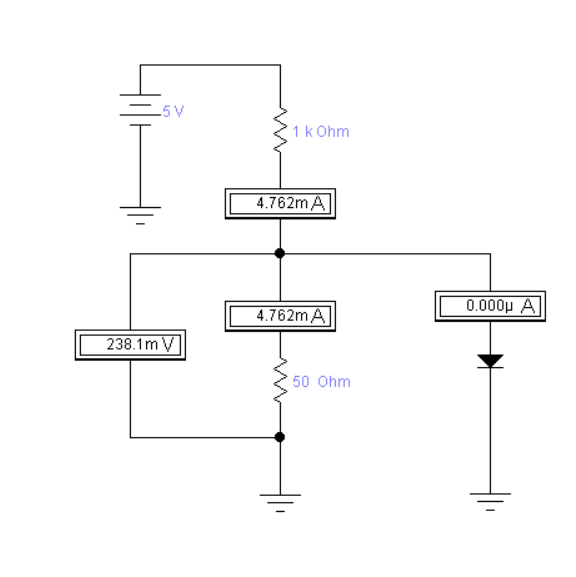 5 V
1 k Ohm
4.762m A
4.762m A
0.000µ A
238.1m V
50 Ohm